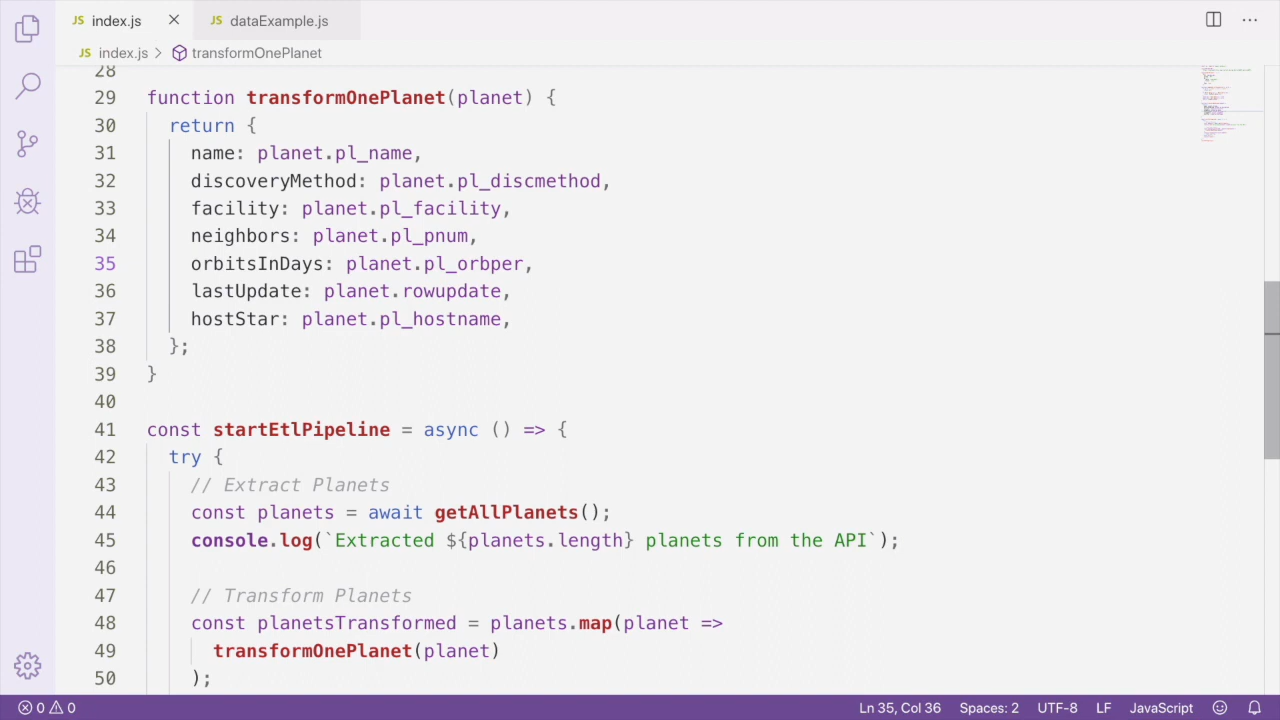 JS index.js × JS dataExample.js
JS index.js > transformOnePlanet
28
29 function transformOnePlanet(planet) {
30   return {
31     name: planet.pl_name,
32     discoveryMethod: planet.pl_discmethod,
33     facility: planet.pl_facility,
34     neighbors: planet.pl_pnum,
35     orbitsInDays: planet.pl_orbper,
36     lastUpdate: planet.rowupdate,
37     hostStar: planet.pl_hostname,
38   };
39 }
40
41 const startEtlPipeline = async () => {
42   try {
43     // Extract Planets
44     const planets = await getAllPlanets();
45     console.log(`Extracted ${planets.length} planets from the API`);
46
47     // Transform Planets
48     const planetsTransformed = planets.map(planet =>
49       transformOnePlanet(planet)
50     );
0 0 Ln 35, Col 36 Spaces: 2 UTF-8 LF JavaScript